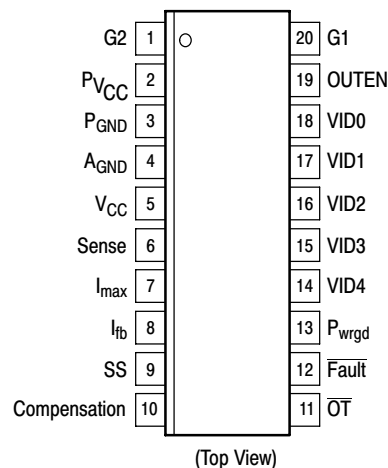 G2 1 20 G1
PVCC 2 19 OUTEN
PGND 3 18 VID0
AGND 4 17 VID1
VCC 5 16 VID2
Sense 6 15 VID3
Imax 7 14 VID4
Ifb 8 13 Pwrgd
SS 9 12 Fault
Compensation 10 11 OT
(Top View)